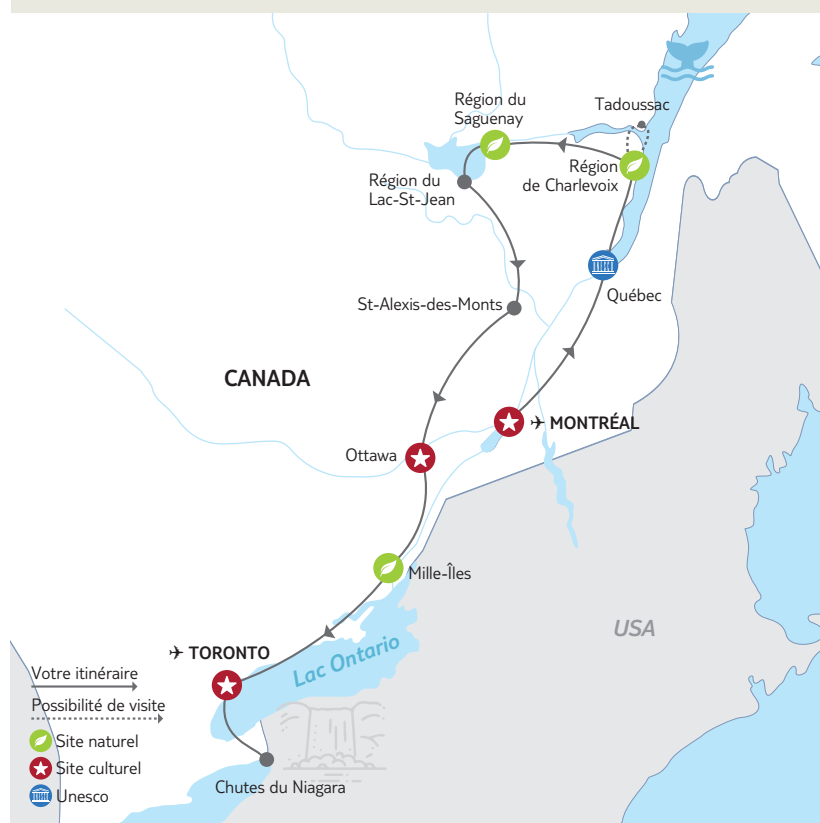 Région du
Saguenay
Tadoussac
Région
de Charlevoix
Région du
Lac-St-Jean
Québec
St-Alexis-des-Monts
CANADA
MONTRÉAL
Ottawa
Mille-Îles
USA
TORONTO
Lac Ontario
Votre itinéraire
Possibilité de visite
Site naturel
Site culturel
Unesco
Chutes du Niagara